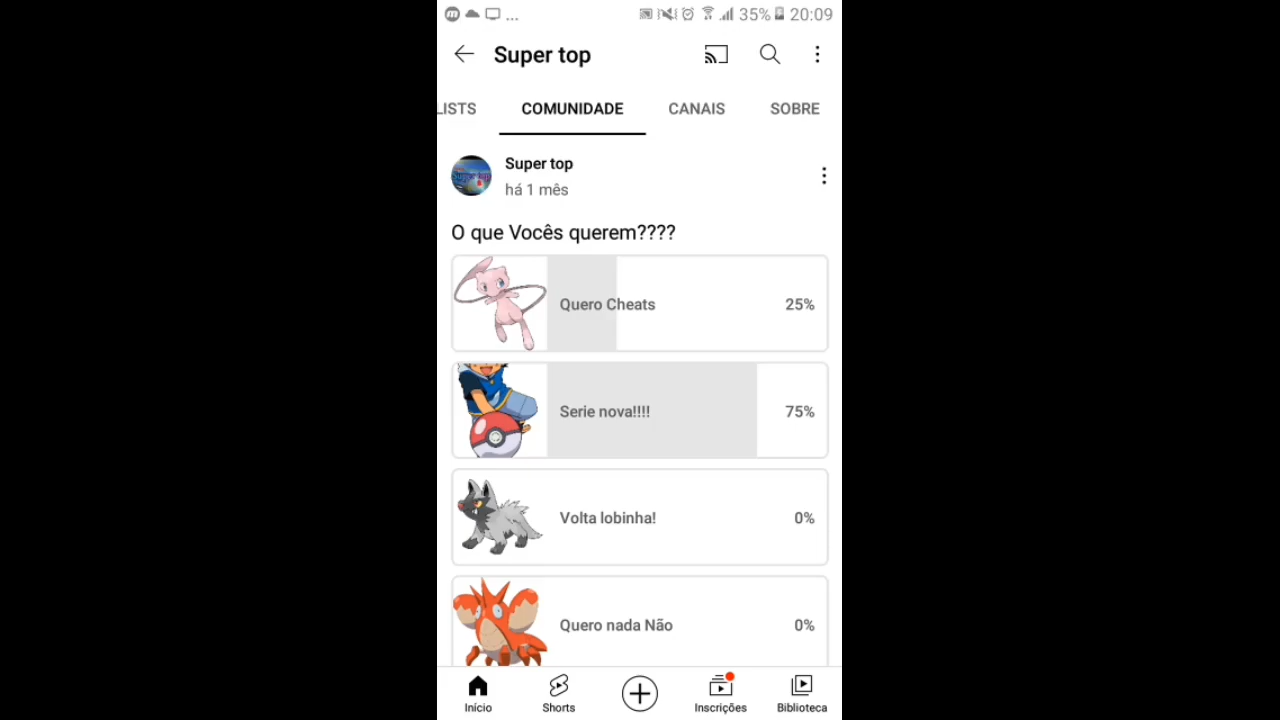 35% 20:09
Super top
LISTS COMUNIDADE CANAIS SOBRE
Super top
há 1 mês
O que Vocês querem????
Quero Cheats 25%
Serie nova!!!! 75%
Volta lobinha! 0%
Quero nada Não 0%
Início Shorts Inscrições Biblioteca